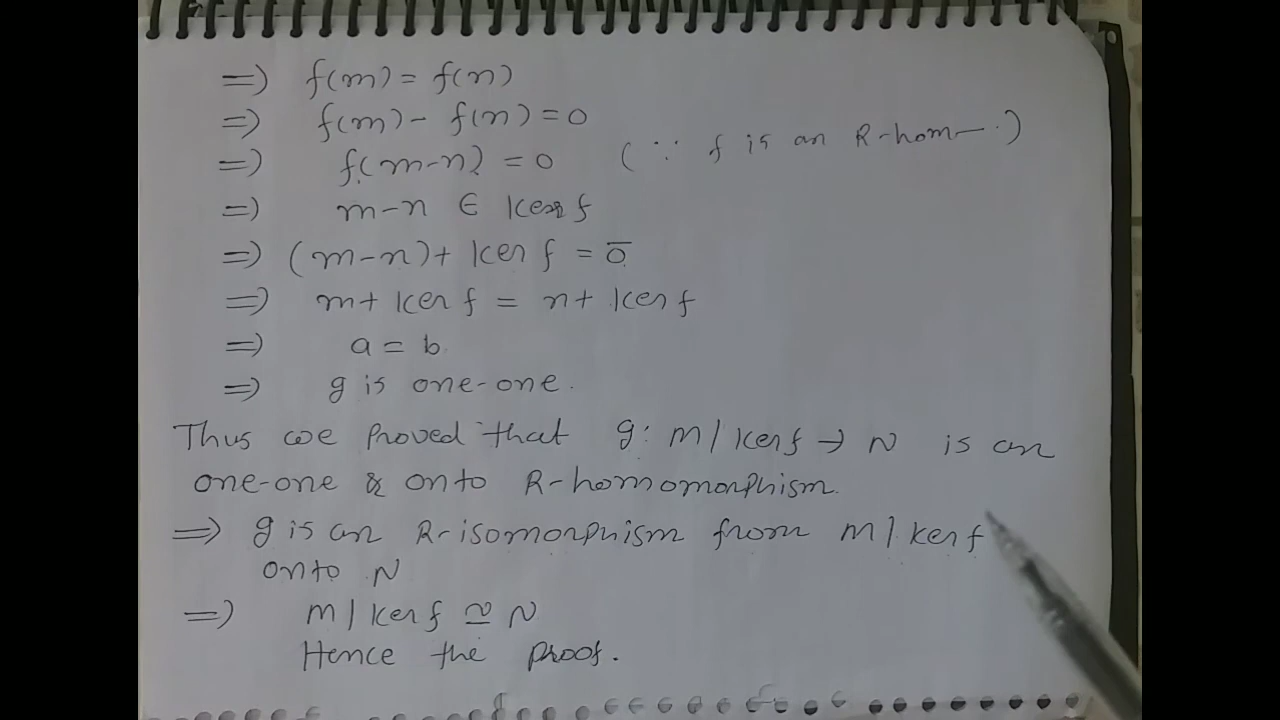 =) f(m) = f(n)
=) f(m) - f(n) = 0
=) f(m-n) = 0 (∵ f is an R-hom—.)
=) m-n ∈ Ker f
=) (m-n) + Ker f = 0̅
=) m + Ker f = n + Ker f
=) a = b
=) g is one-one.
Thus we Proved that g: M/Ker f → N is an
one-one & onto R-homomorphism.
=) g is an R-isomorphism from M/Ker f
onto N
=) M/Ker f ≅ N
Hence the Proof.